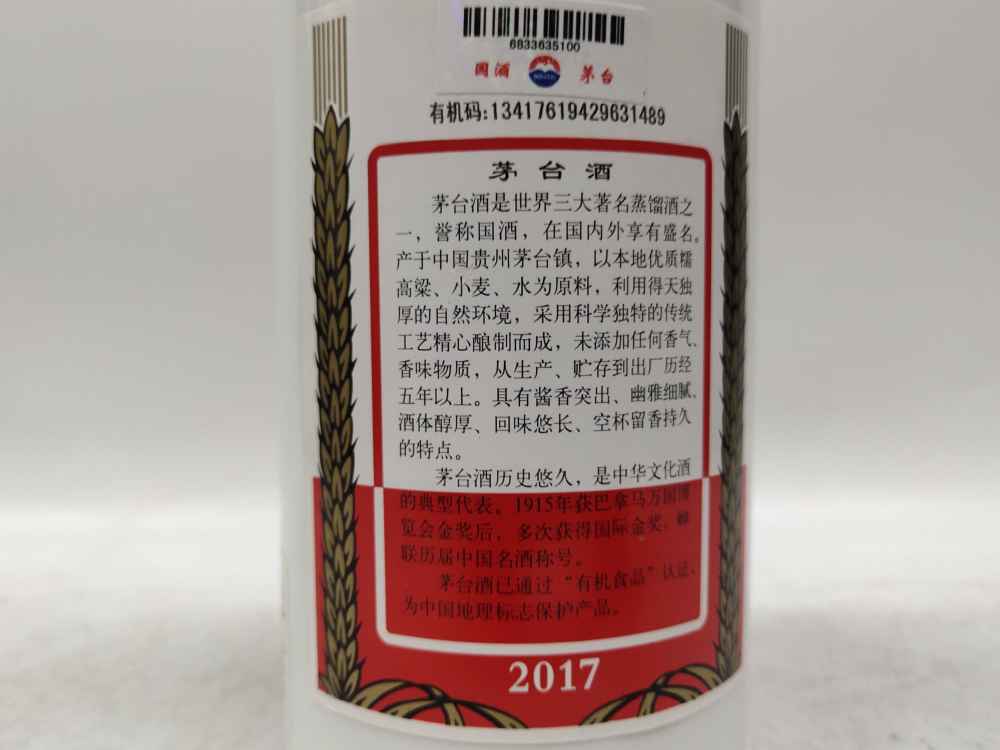 6833635100
国酒 茅台
有机码:13417619429631489
茅台酒
茅台酒是世界三大著名蒸馏酒之
一，誉称国酒，在国内外享有盛名。
产于中国贵州茅台镇，以本地优质糯
高粱、小麦、水为原料，利用得天独
厚的自然环境，采用科学独特的传统
工艺精心酿制而成，未添加任何香气、
香味物质，从生产、贮存到出厂历经
五年以上。具有酱香突出、幽雅细腻、
酒体醇厚、回味悠长、空杯留香持久
的特点。
茅台酒历史悠久，是中华文化酒
的典型代表。1915年获巴拿马万国博
览会金奖后，多次获得国际金奖，蝉
联历届中国名酒称号。
茅台酒已通过“有机食品”认证，
为中国地理标志保护产品。
2017